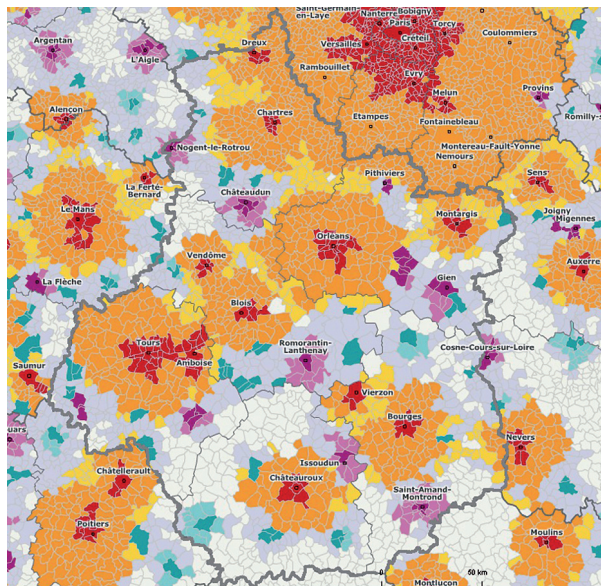 Saint-Germain-
en-Laye
Nanterre
Bobigny
Paris
Torcy
Argentan
L'Aigle
Dreux
Versailles
Créteil
Coulommiers
Rambouillet
Evry
Melun
Provins
Alençon
Chartres
Etampes
Fontainebleau
Romilly-s
Nogent-le-Rotrou
Montereau-Fault-Yonne
Nemours
La Ferté-
Bernard
Châteaudun
Pithiviers
Sens
Le Mans
Orléans
Montargis
Joigny
Migennes
Vendôme
Auxerre
La Flèche
Gien
Blois
Tours
Amboise
Romorantin-
Lanthenay
Cosne-Cours-sur-Loire
Saumur
Vierzon
uars
Bourges
Nevers
Châtellerault
Issoudun
Châteauroux
Saint-Amand-
Montrond
Poitiers
Moulins
0
50 km
Montluçon